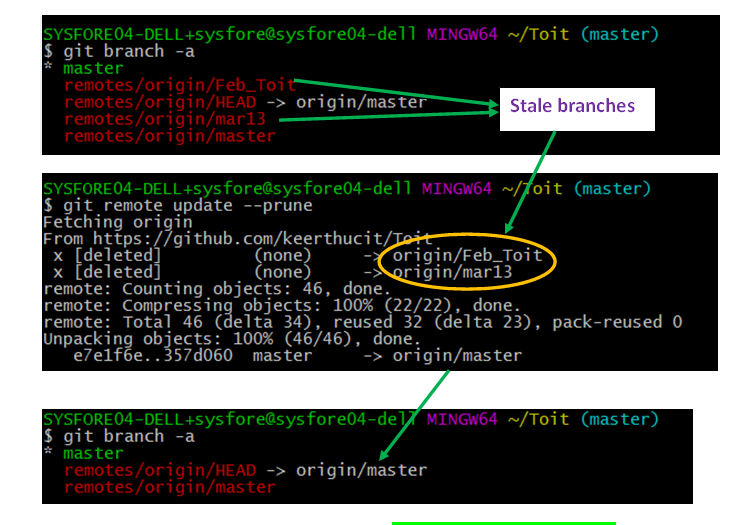 SYSFORE04-DELL+sysfore@sysfore04-dell MINGW64 ~/Toit (master)
$ git branch -a
* master
remotes/origin/Feb_Toit
remotes/origin/HEAD -> origin/master
remotes/origin/mar13
remotes/origin/master
Stale branches
SYSFORE04-DELL+sysfore@sysfore04-dell MINGW64 ~/Toit (master)
$ git remote update --prune
Fetching origin
From https://github.com/keerthucit/Toit
x [deleted] (none) -> origin/Feb_Toit
x [deleted] (none) -> origin/mar13
remote: Counting objects: 46, done.
remote: Compressing objects: 100% (22/22), done.
remote: Total 46 (delta 34), reused 32 (delta 23), pack-reused 0
Unpacking objects: 100% (46/46), done.
e7e1f6e..357d060 master -> origin/master
SYSFORE04-DELL+sysfore@sysfore04-dell MINGW64 ~/Toit (master)
$ git branch -a
* master
remotes/origin/HEAD -> origin/master
remotes/origin/master